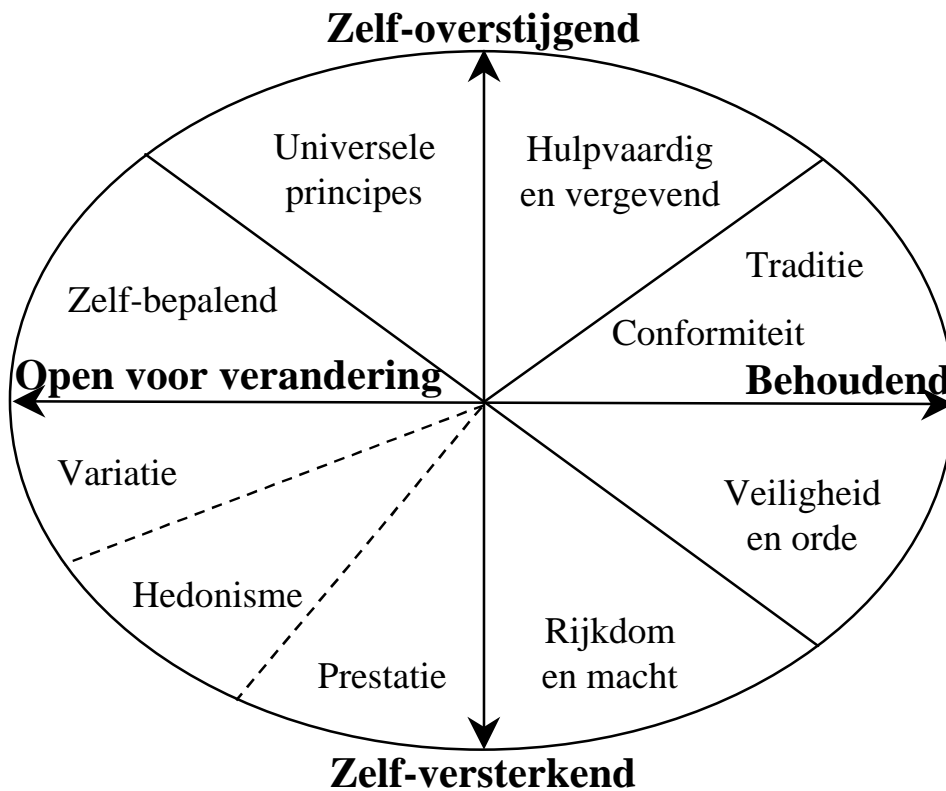 Zelf-overstijgend
Universele
principes
Hulpvaardig
en vergevend
Traditie
Zelf-bepalend
Conformiteit
Open voor verandering
Behoudend
Variatie
Veiligheid
en orde
Hedonisme
Rijkdom
en macht
Prestatie
Zelf-versterkend